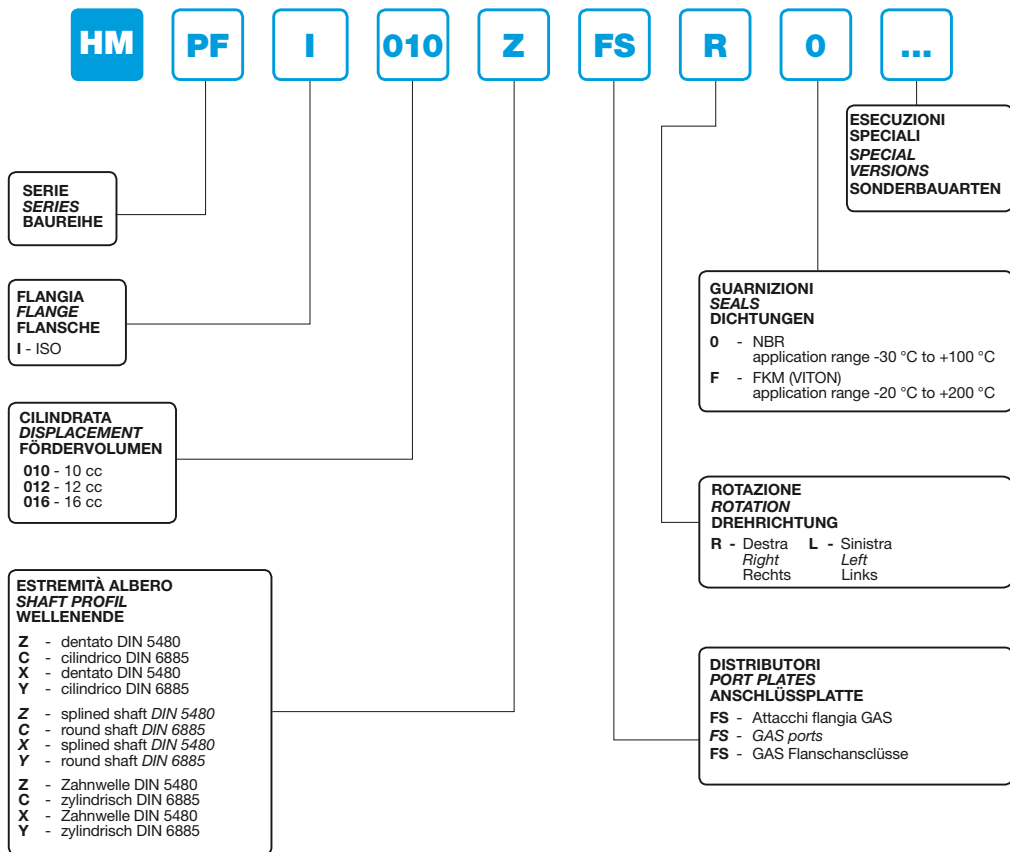 HM PF I 010 Z FS R 0 ...
ESECUZIONI
SPECIALI
SPECIAL
VERSIONS
SONDERBAUARTEN
SERIE
SERIES
BAUREIHE
FLANGIA
FLANGE
FLANSCHE
I - ISO
GUARNIZIONI
SEALS
DICHTUNGEN
0 - NBR
application range -30 °C to +100 °C
F - FKM (VITON)
application range -20 °C to +200 °C
CILINDRATA
DISPLACEMENT
FÖRDERVOLUMEN
010 - 10 cc
012 - 12 cc
016 - 16 cc
ROTAZIONE
ROTATION
DREHRICHTUNG
R - Destra L - Sinistra
Right Left
Rechts Links
ESTREMITÀ ALBERO
SHAFT PROFIL
WELLENENDE
Z - dentato DIN 5480
C - cilindrico DIN 6885
X - dentato DIN 5480
Y - cilindrico DIN 6885
Z - splined shaft DIN 5480
C - round shaft DIN 6885
X - splined shaft DIN 5480
Y - round shaft DIN 6885
Z - Zahnwelle DIN 5480
C - zylindrisch DIN 6885
X - Zahnwelle DIN 5480
Y - zylindrisch DIN 6885
DISTRIBUTORI
PORT PLATES
ANSCHLÜSSPLATTE
FS - Attacchi flangia GAS
FS - GAS ports
FS - GAS Flanschansclüsse